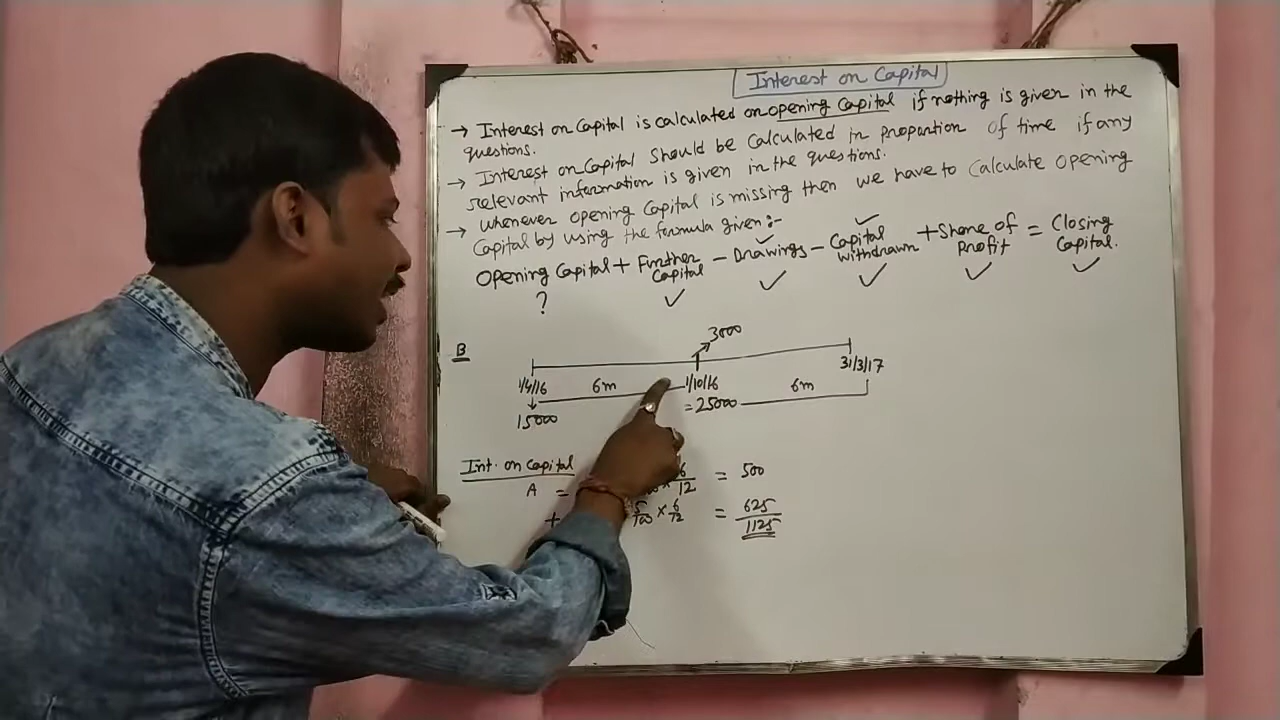 Interest on Capital
→ Interest on Capital is calculated on opening Capital if nothing is given in the
questions.
→ Interest on Capital should be calculated in proportion of time if any
relevant information is given in the questions.
→ whenever opening Capital is missing then we have to calculate opening
Capital by using the formula given:-
Opening Capital + Further Capital - Drawings - Capital withdrawn + Share of Profit = Closing Capital.
? ✓ ✓ ✓ ✓ ✓
B
3000
1/4/16 6m 1/10/16 6m 31/3/17
15000 = 25000
Int. on Capital
A = × 6/12 = 500
+ 5/100 × 6/12 = 625
1125